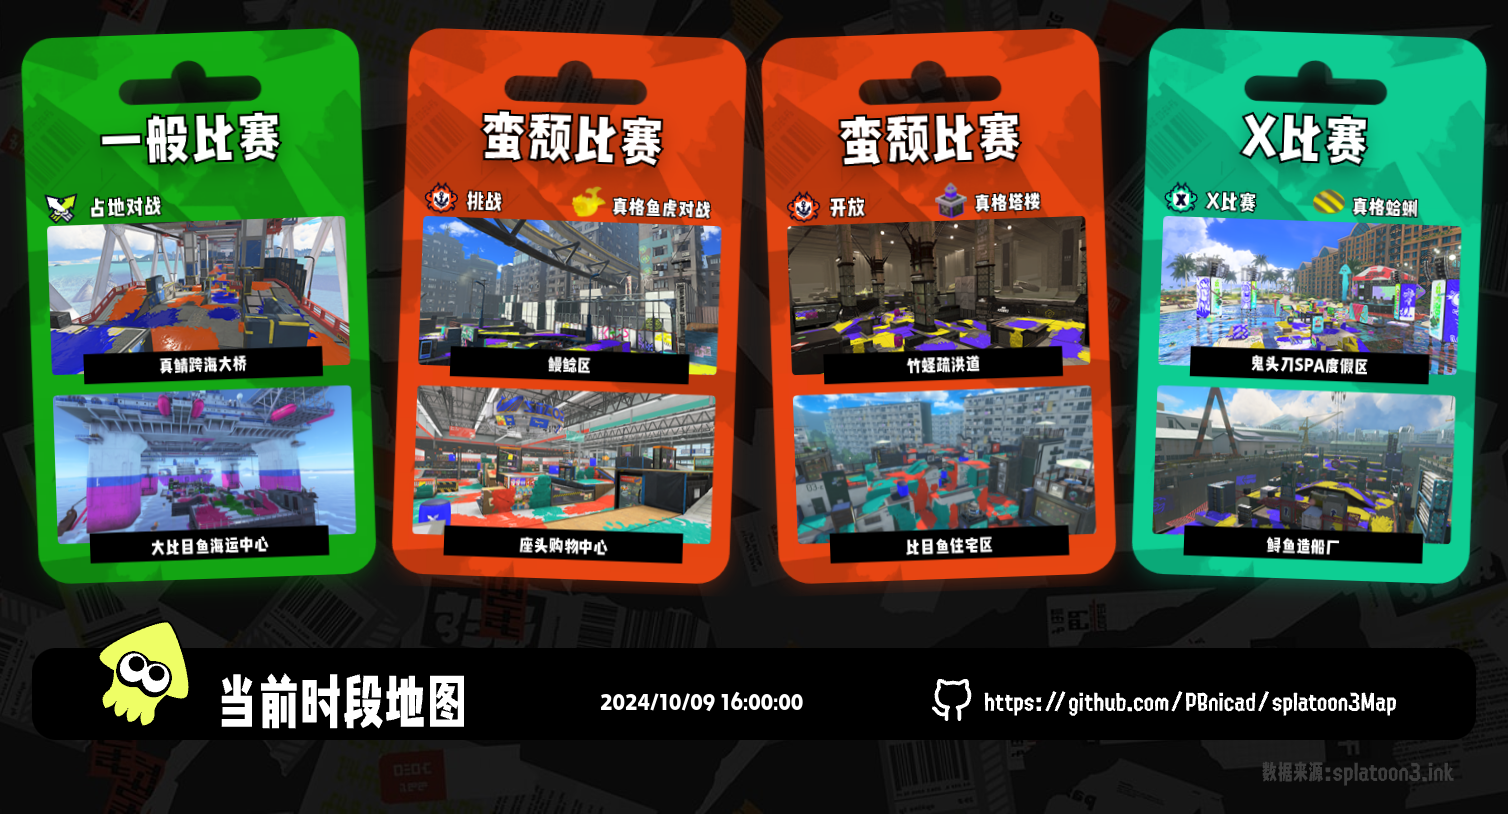 一般比赛
占地对战
真鲷跨海大桥
大比目鱼海运中心
蛮颓比赛
挑战
真格鱼虎对战
鳗鲶区
座头购物中心
蛮颓比赛
开放
真格塔楼
竹蛏疏洪道
比目鱼住宅区
X比赛
X比赛
真格蛤蜊
鬼头刀SPA度假区
鲟鱼造船厂
当前时段地图
2024/10/09 16:00:00
https://github.com/PBnicad/splatoon3Map
数据来源:splatoon3.ink